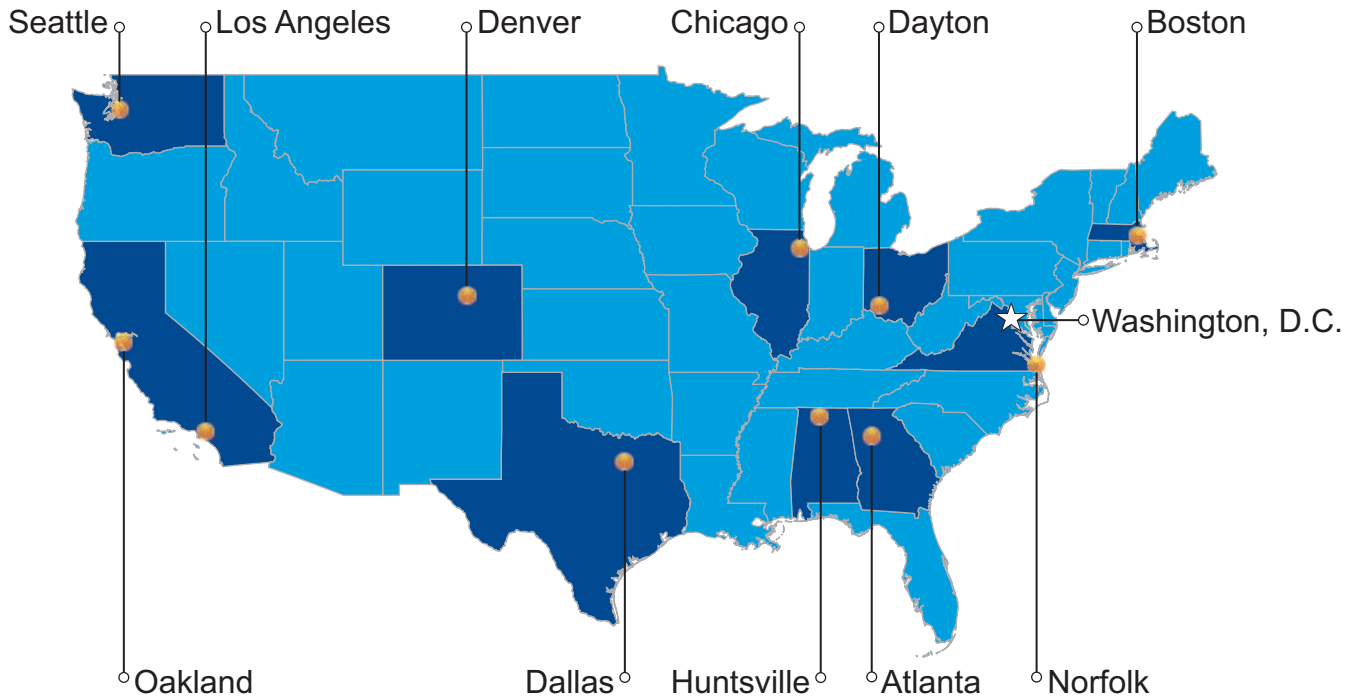 Seattle
Los Angeles
Denver
Chicago
Dayton
Boston
Washington, D.C.
Oakland
Dallas
Huntsville
Atlanta
Norfolk